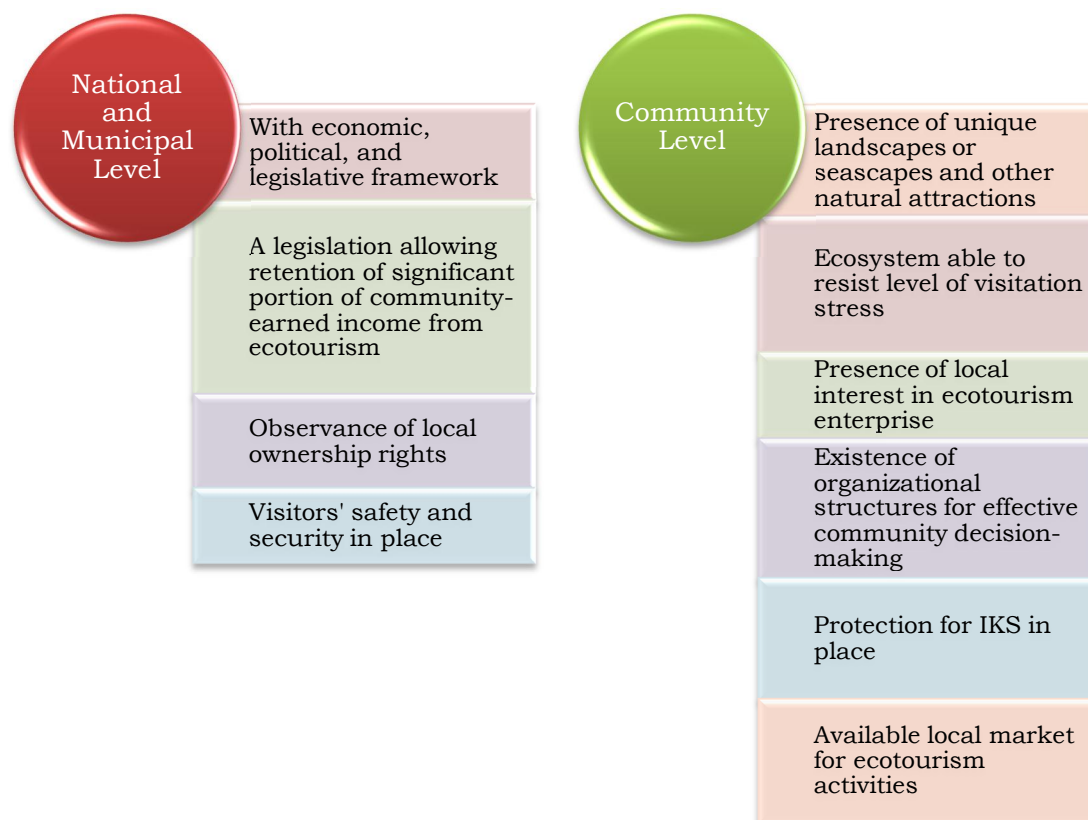 National
and
Municipal
Level
With economic,
political, and
legislative framework
A legislation allowing
retention of significant
portion of community-
earned income from
ecotourism
Observance of local
ownership rights
Visitors' safety and
security in place
Community
Level
Presence of unique
landscapes or
seascapes and other
natural attractions
Ecosystem able to
resist level of visitation
stress
Presence of local
interest in ecotourism
enterprise
Existence of
organizational
structures for effective
community decision-
making
Protection for IKS in
place
Available local market
for ecotourism
activities